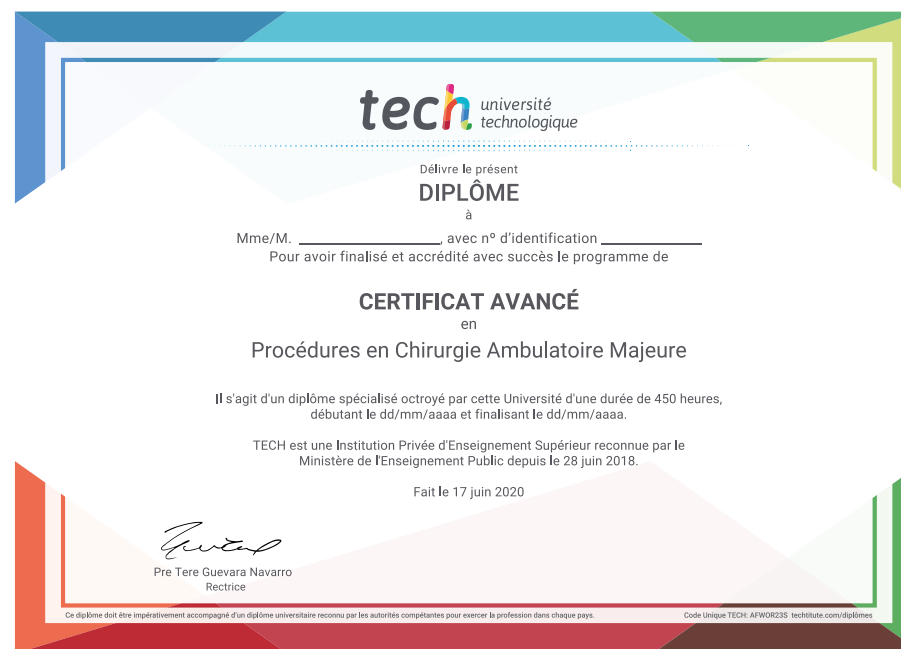 tech université
technologique
Délivre le présent
DIPLÔME
à
Mme/M. ____________, avec nº d'identification ____________
Pour avoir finalisé et accrédité avec succès le programme de
CERTIFICAT AVANCÉ
en
Procédures en Chirurgie Ambulatoire Majeure
Il s'agit d'un diplôme spécialisé octroyé par cette Université d'une durée de 450 heures,
débutant le dd/mm/aaaa et finalisant le dd/mm/aaaa.
TECH est une Institution Privée d'Enseignement Supérieur reconnue par le
Ministère de l'Enseignement Public depuis le 28 juin 2018.
Fait le 17 juin 2020
Pre Tere Guevara Navarro
Rectrice
Ce diplôme doit être impérativement accompagné d'un diplôme universitaire reconnu par les autorités compétentes pour exercer la profession dans chaque pays.
Code Unique TECH: AFWOR23S techtitute.com/diplômes